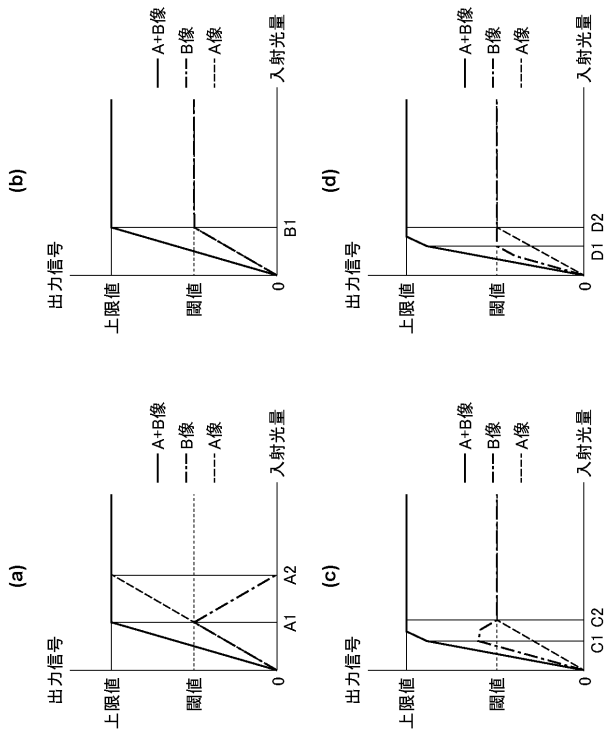 (a)
出力信号
上限値
閾値
0
A1
A2
入射光量
A+B像
B像
A像
(b)
出力信号
上限値
閾値
0
B1
入射光量
A+B像
B像
A像
(c)
出力信号
上限値
閾値
0
C1
C2
入射光量
A+B像
B像
A像
(d)
出力信号
上限値
閾値
0
D1
D2
入射光量
A+B像
B像
A像